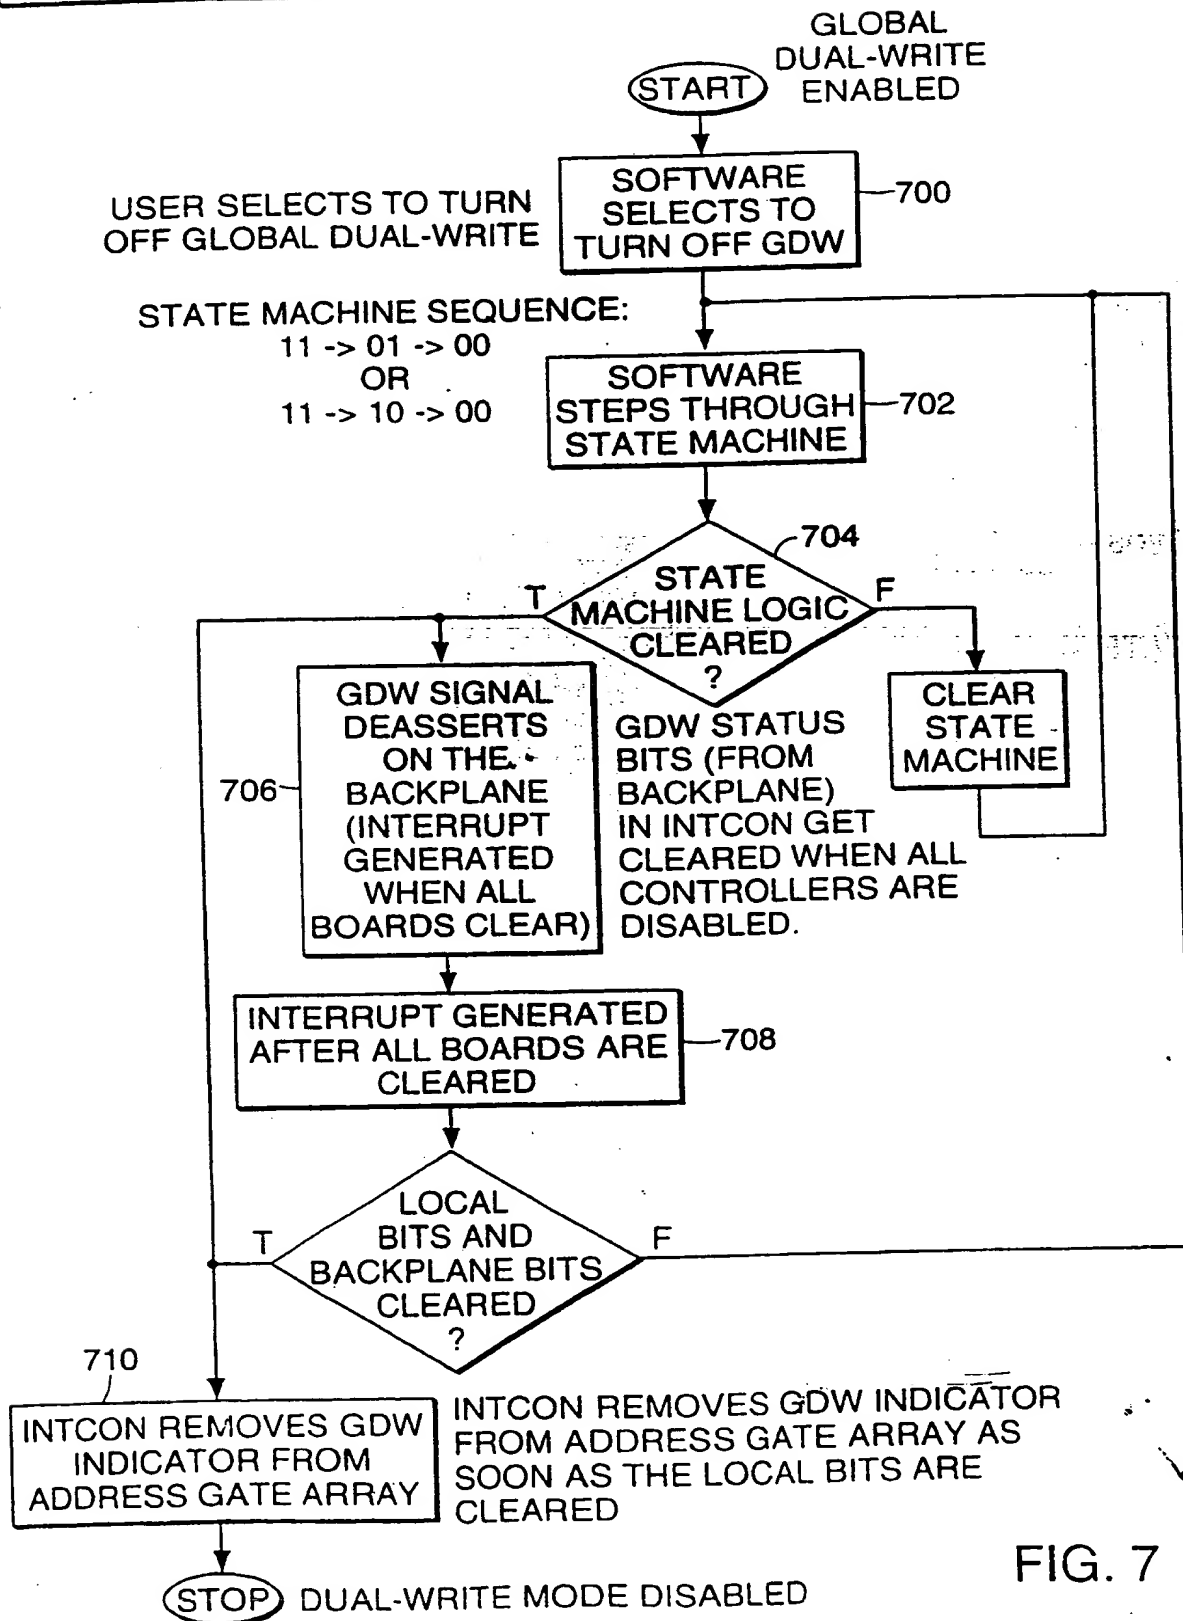 GLOBAL
DUAL-WRITE
ENABLED
START
SOFTWARE
SELECTS TO
TURN OFF GDW
700
USER SELECTS TO TURN
OFF GLOBAL DUAL-WRITE
STATE MACHINE SEQUENCE:
11 -> 01 -> 00
OR
11 -> 10 -> 00
SOFTWARE
STEPS THROUGH
STATE MACHINE
702
704
STATE
MACHINE LOGIC
CLEARED
?
T
F
GDW SIGNAL
DEASSERTS
ON THE
BACKPLANE
(INTERRUPT
GENERATED
WHEN ALL
BOARDS CLEAR)
706
GDW STATUS
BITS (FROM
BACKPLANE)
IN INTCON GET
CLEARED WHEN ALL
CONTROLLERS ARE
DISABLED.
CLEAR
STATE
MACHINE
INTERRUPT GENERATED
AFTER ALL BOARDS ARE
CLEARED
708
LOCAL
BITS AND
BACKPLANE BITS
CLEARED
?
T
F
710
INTCON REMOVES GDW
INDICATOR FROM
ADDRESS GATE ARRAY
INTCON REMOVES GDW INDICATOR
FROM ADDRESS GATE ARRAY AS
SOON AS THE LOCAL BITS ARE
CLEARED
STOP
DUAL-WRITE MODE DISABLED
FIG. 7